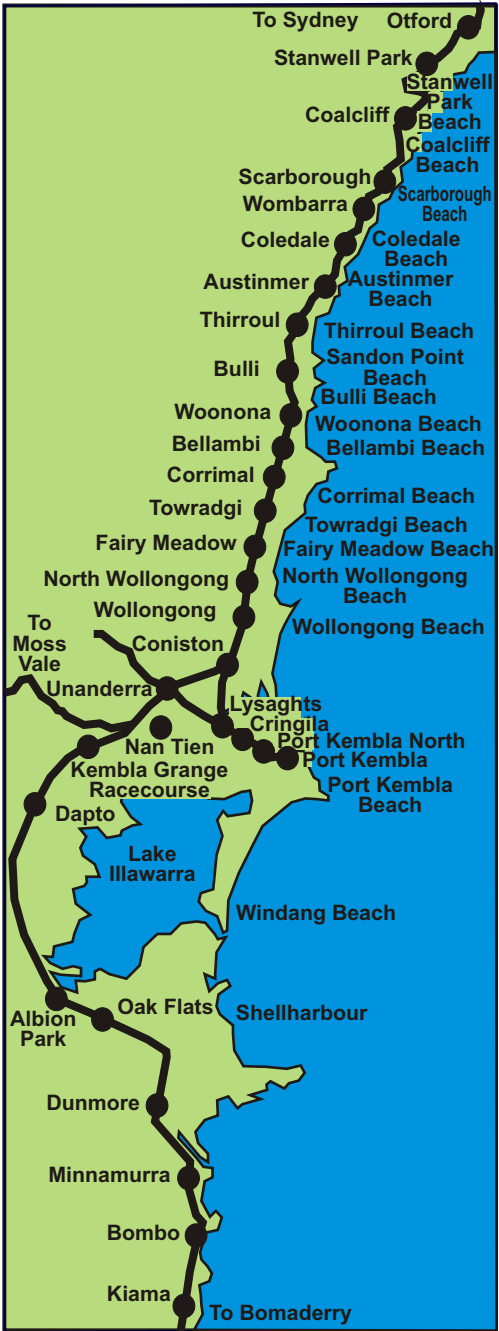 To Sydney
Otford
Stanwell Park
Stanwell
Park
Beach
Coalcliff
Coalcliff
Beach
Scarborough
Scarborough
Beach
Wombarra
Coledale
Coledale
Beach
Austinmer
Austinmer
Beach
Thirroul
Thirroul Beach
Sandon Point
Beach
Bulli
Bulli Beach
Woonona
Woonona Beach
Bellambi
Bellambi Beach
Corrimal
Corrimal Beach
Towradgi
Towradgi Beach
Fairy Meadow
Fairy Meadow Beach
North Wollongong
North Wollongong
Beach
Wollongong
Wollongong Beach
To
Moss
Vale
Coniston
Unanderra
Lysaghts
Cringila
Port Kembla North
Port Kembla
Nan Tien
Kembla Grange
Racecourse
Port Kembla
Beach
Dapto
Lake
Illawarra
Windang Beach
Albion
Park
Oak Flats
Shellharbour
Dunmore
Minnamurra
Bombo
Kiama
To Bomaderry